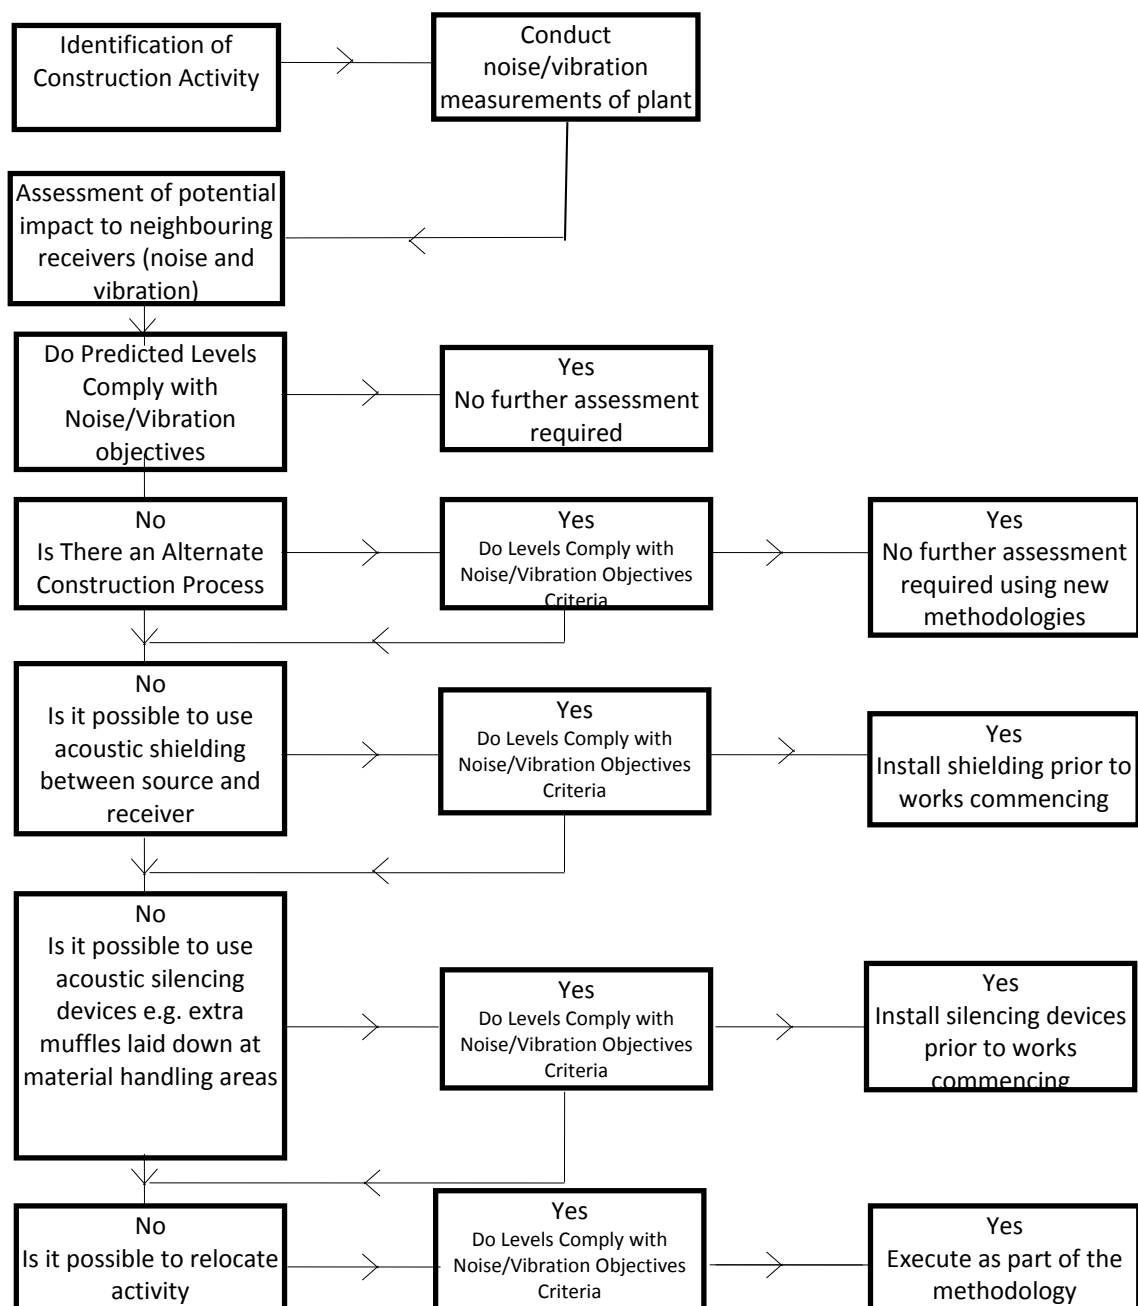 Identification of
Construction Activity
Conduct
noise/vibration
measurements of plant
Assessment of potential
impact to neighbouring
receivers (noise and
vibration)
Do Predicted Levels
Comply with
Noise/Vibration
objectives
Yes
No further assessment
required
No
Is There an Alternate
Construction Process
Yes
Do Levels Comply with
Noise/Vibration Objectives
Criteria
Yes
No further assessment
required using new
methodologies
No
Is it possible to use
acoustic shielding
between source and
receiver
Yes
Do Levels Comply with
Noise/Vibration Objectives
Criteria
Yes
Install shielding prior to
works commencing
No
Is it possible to use
acoustic silencing
devices e.g. extra
muffles laid down at
material handling areas
Yes
Do Levels Comply with
Noise/Vibration Objectives
Criteria
Yes
Install silencing devices
prior to works
commencing
No
Is it possible to relocate
activity
Yes
Do Levels Comply with
Noise/Vibration Objectives
Criteria
Yes
Execute as part of the
methodology